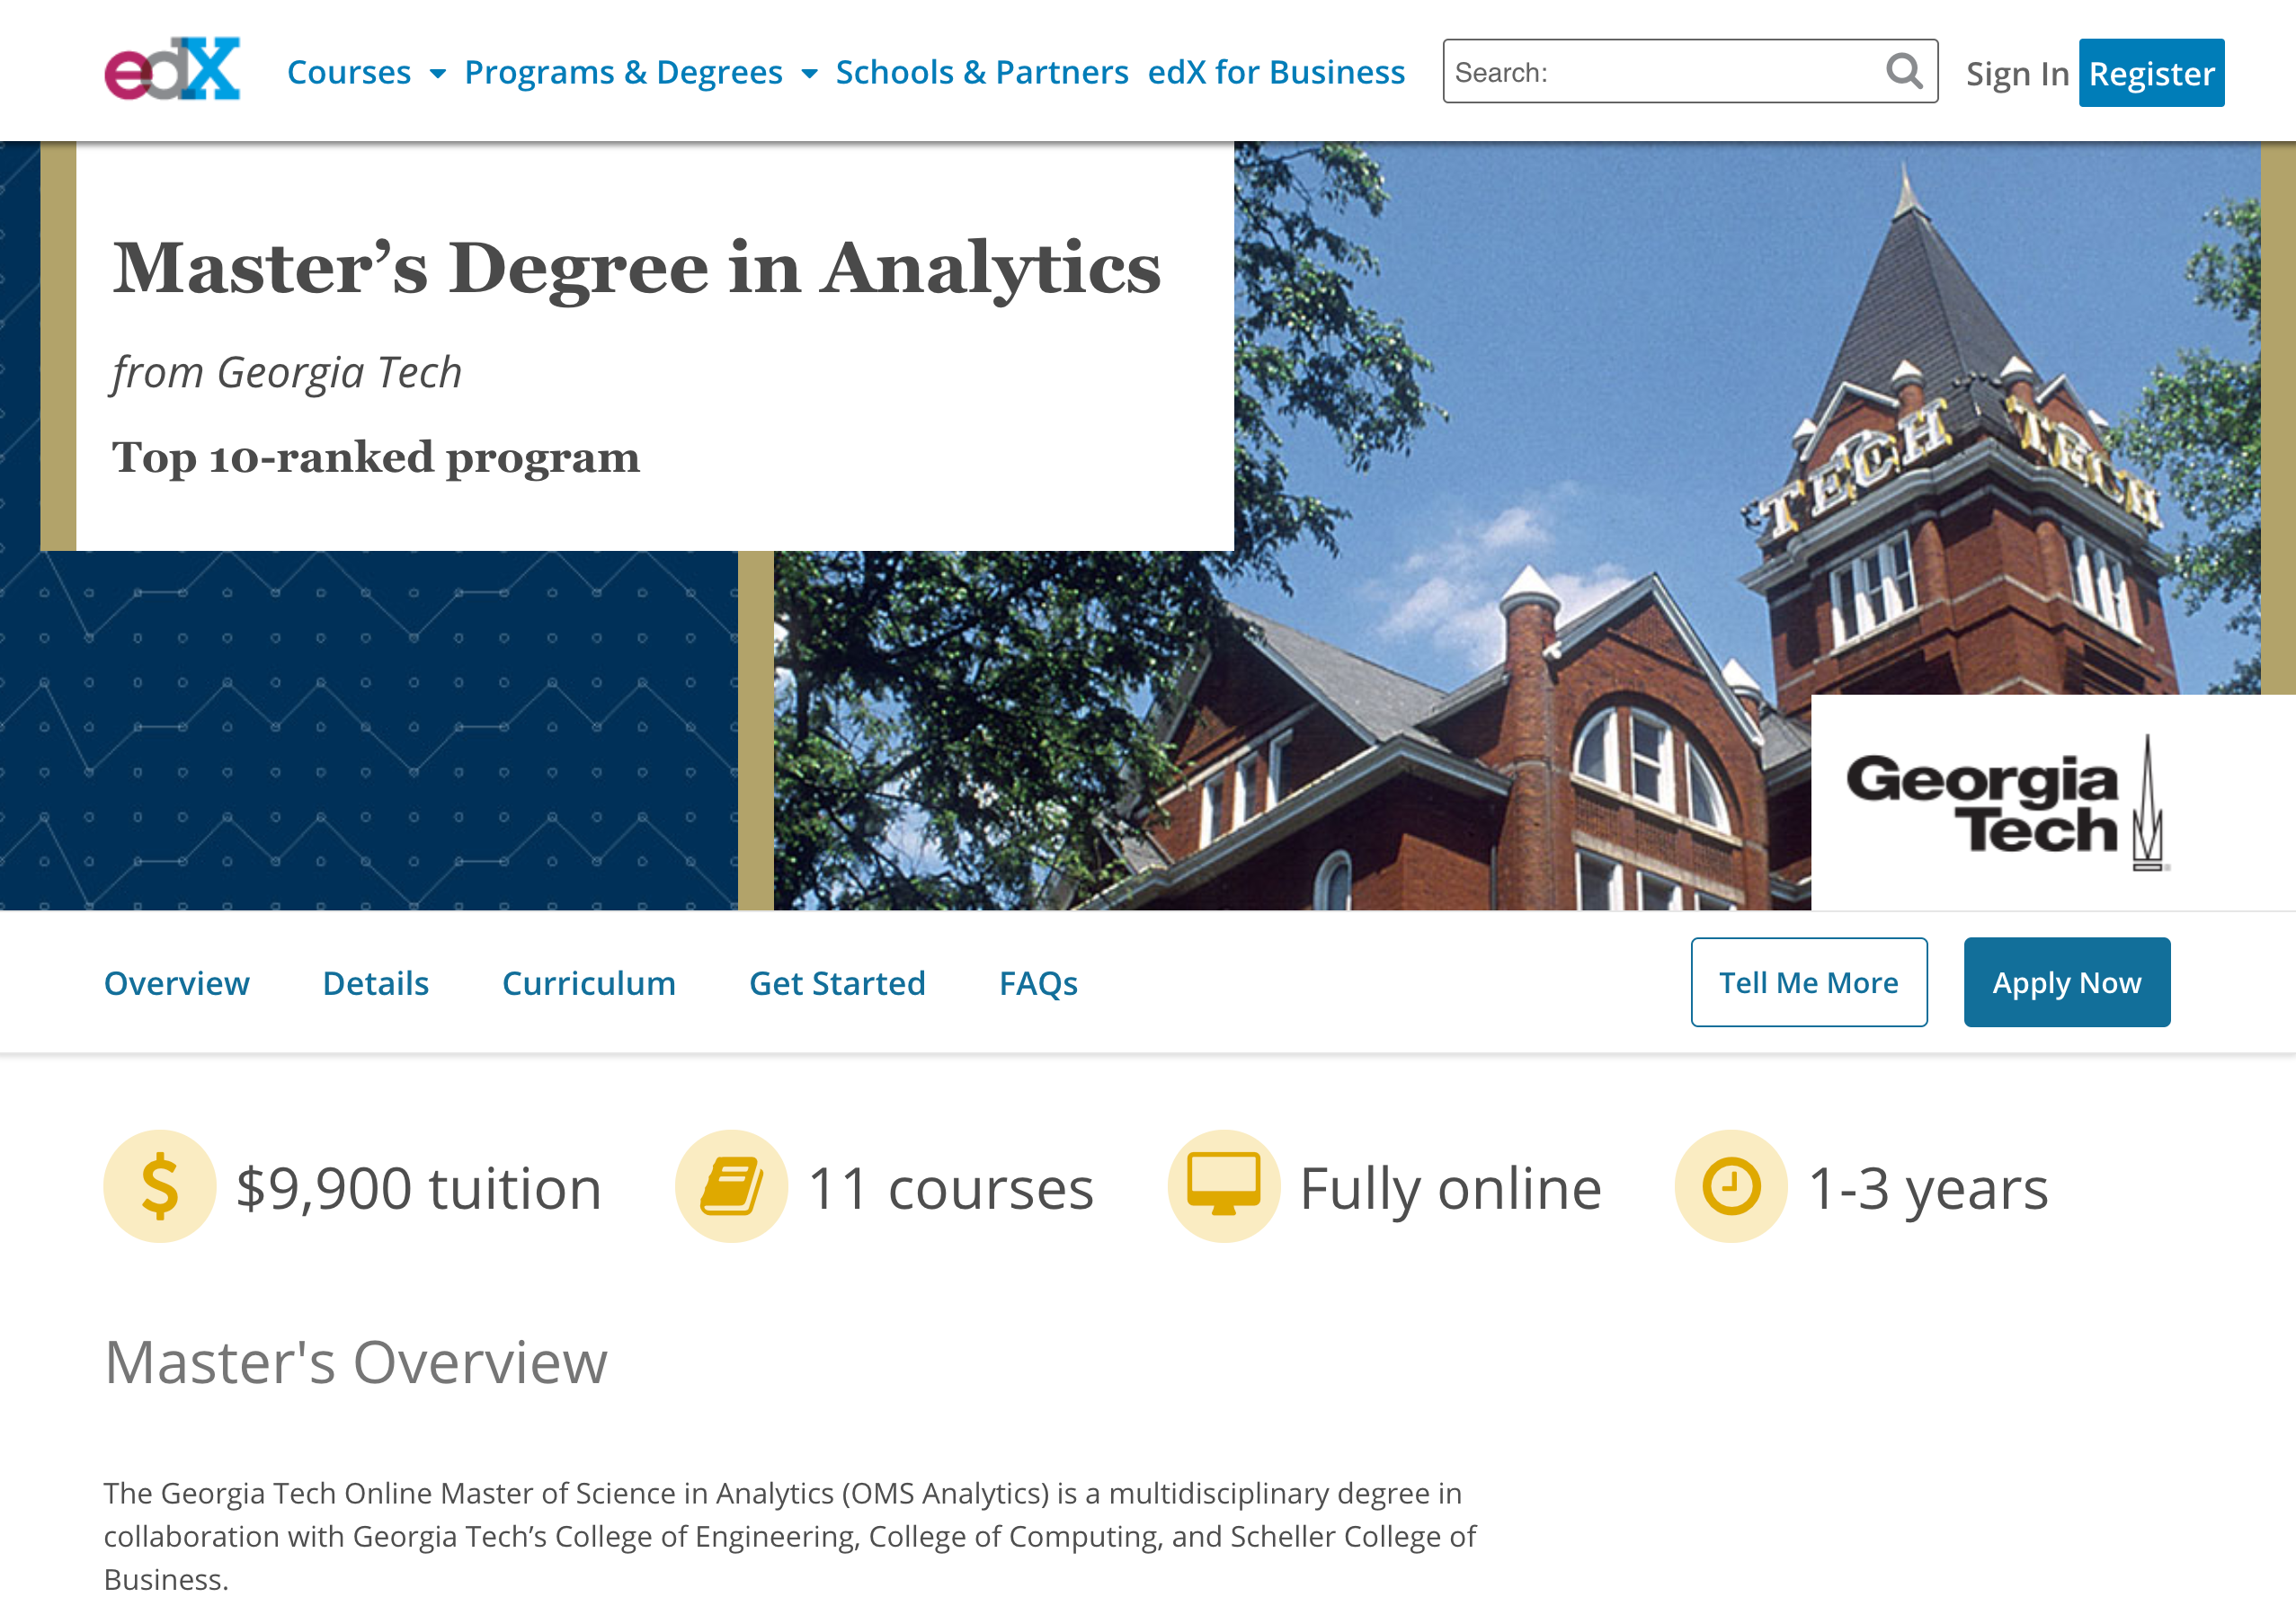 edX
Courses Programs & Degrees Schools & Partners edX for Business Search: Sign In Register
Master’s Degree in Analytics
from Georgia Tech
Top 10-ranked program
TECH TECH
Georgia
Tech
Overview Details Curriculum Get Started FAQs Tell Me More Apply Now
$9,900 tuition 11 courses Fully online 1-3 years
Master's Overview
The Georgia Tech Online Master of Science in Analytics (OMS Analytics) is a multidisciplinary degree in
collaboration with Georgia Tech’s College of Engineering, College of Computing, and Scheller College of
Business.